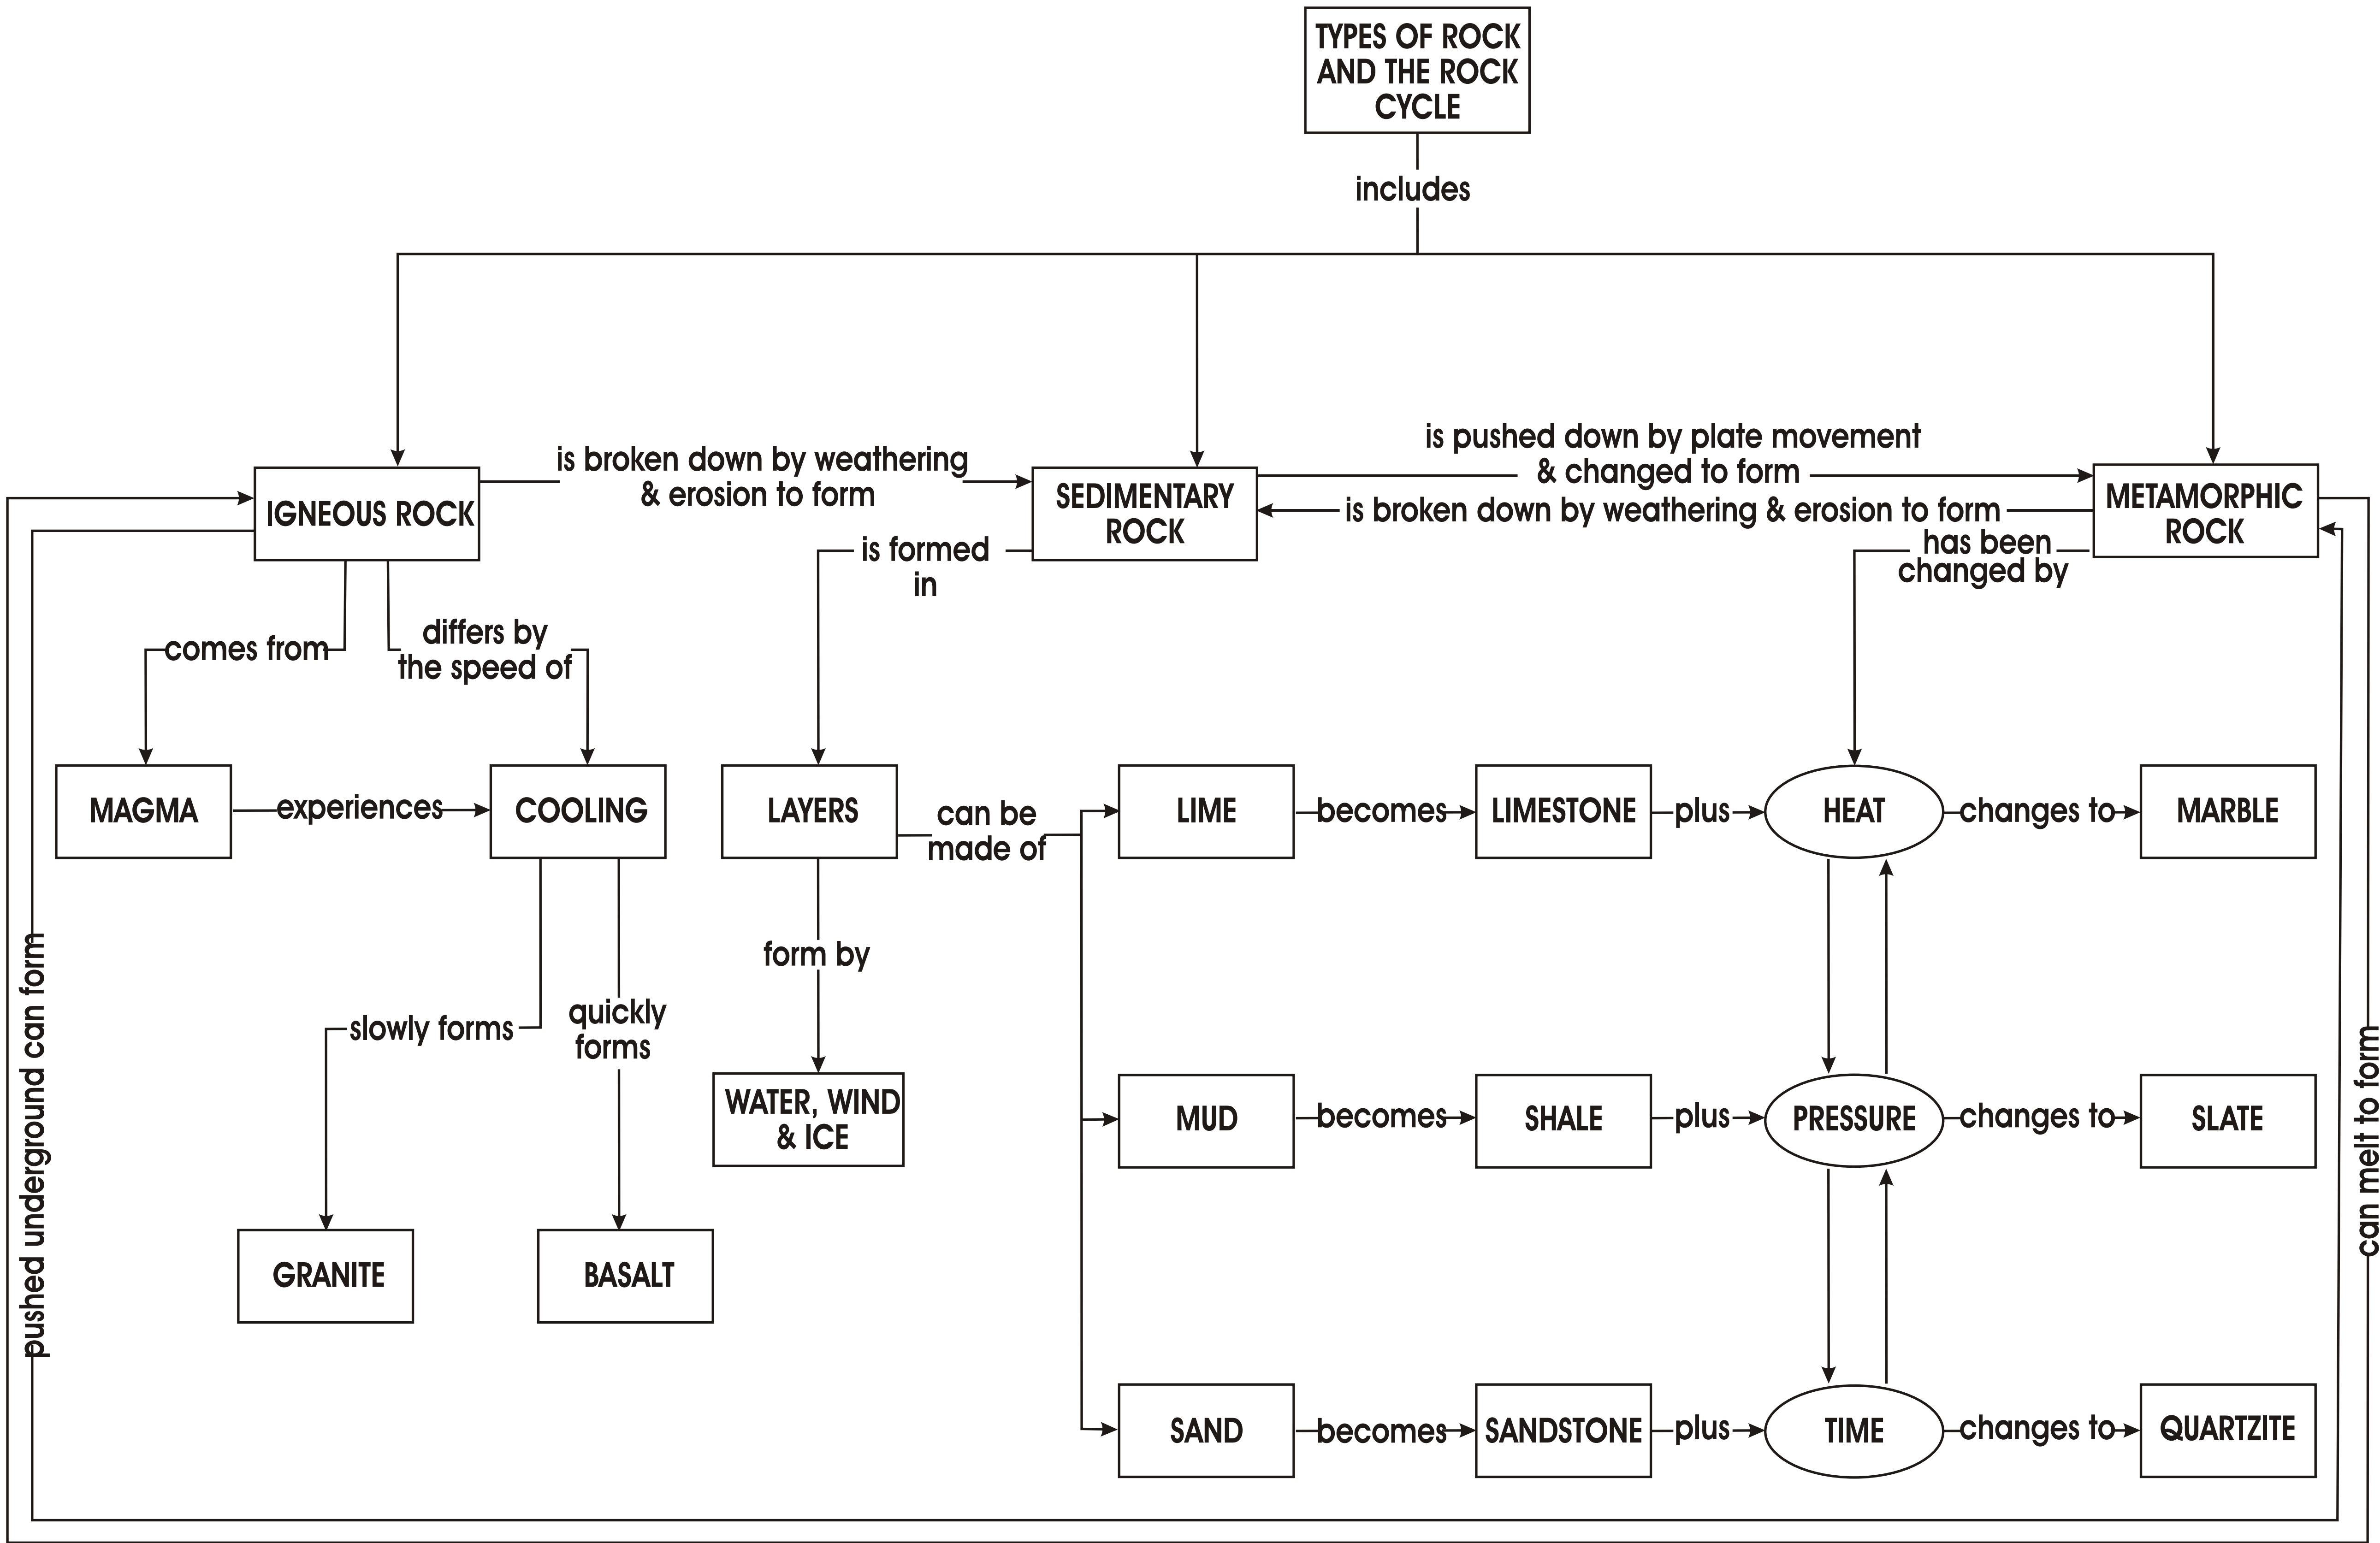 TYPES OF ROCK
AND THE ROCK
CYCLE
includes
is broken down by weathering
& erosion to form
is pushed down by plate movement
& changed to form
is broken down by weathering & erosion to form
IGNEOUS ROCK
SEDIMENTARY
ROCK
METAMORPHIC
ROCK
is formed
in
has been
changed by
comes from
differs by
the speed of
MAGMA
experiences
COOLING
LAYERS
can be
made of
LIME
becomes
LIMESTONE
plus
HEAT
changes to
MARBLE
form by
slowly forms
quickly
forms
WATER, WIND
& ICE
MUD
becomes
SHALE
plus
PRESSURE
changes to
SLATE
GRANITE
BASALT
SAND
becomes
SANDSTONE
plus
TIME
changes to
QUARTZITE
pushed underground can form
can melt to form